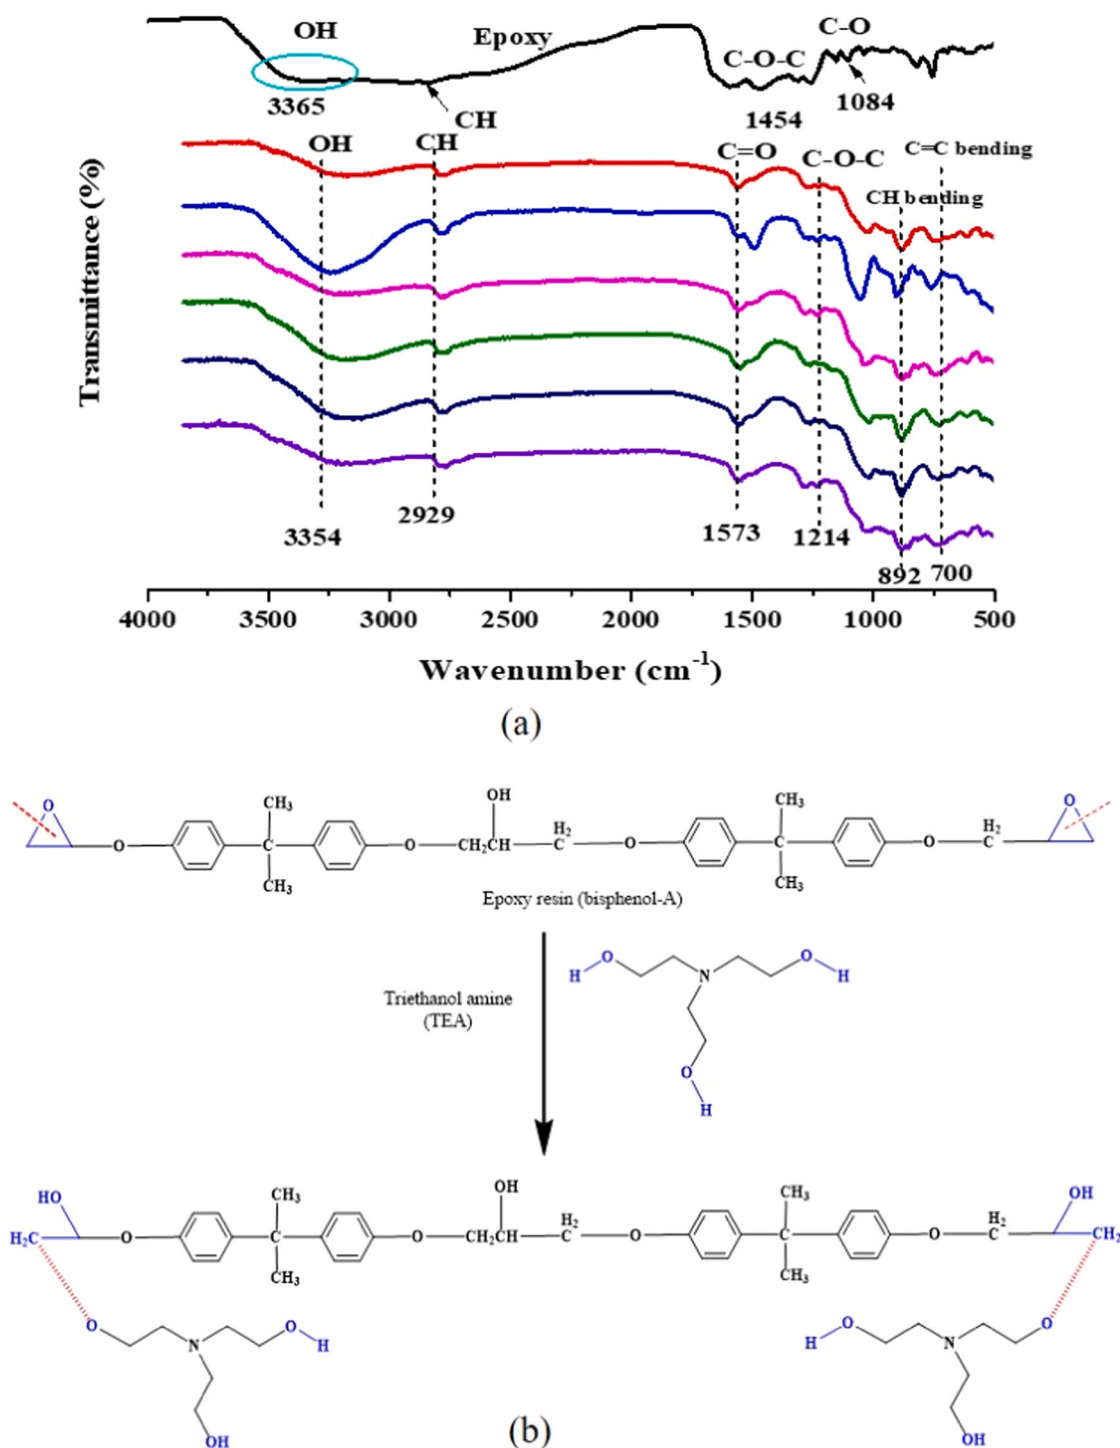 OH
Epoxy
C-O
C-O-C
3365
CH
1454
1084
OH
CH
C=O
C-O-C
C=C bending
CH bending
Transmittance (%)
3354
2929
1573
1214
892
700
4000 3500 3000 2500 2000 1500 1000 500
Wavenumber (cm⁻¹)
(a)
O
CH₃
OH
CH₃
O
O
C
O
CH₂CH
H₂
C
O
C
O
H₂
C
CH₃
CH₃
Epoxy resin (bisphenol-A)
Triethanol amine
(TEA)
H
O
N
O
H
O
H
HO
CH₃
OH
CH₃
OH
H₂C
O
C
O
CH₂CH
H₂
C
O
C
O
H₂
C
CH₂
CH₃
CH₃
O
N
O
H
OH
H
O
N
O
OH
(b)